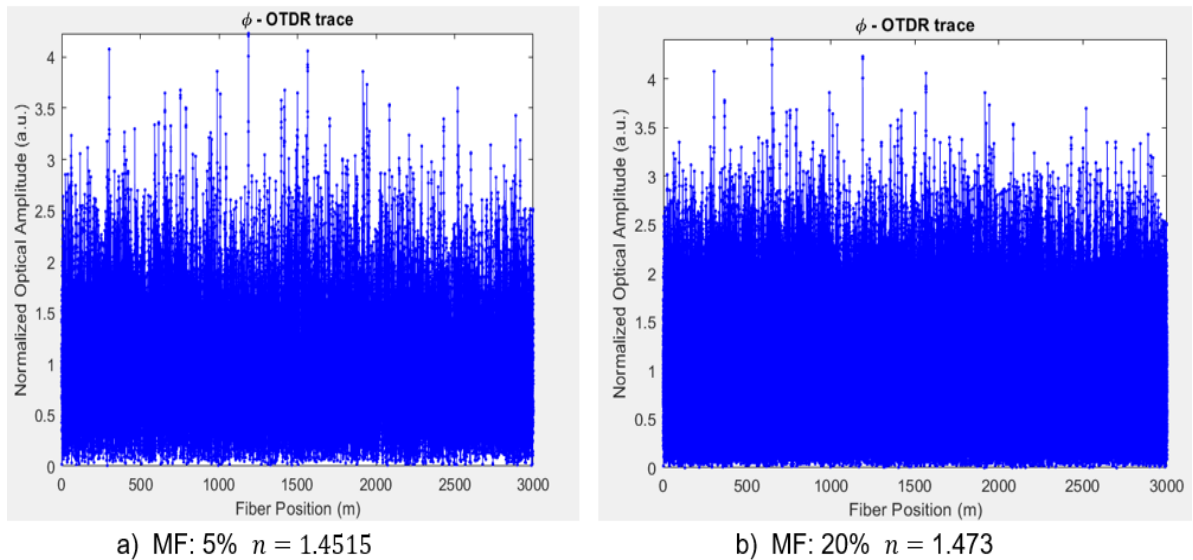 ϕ - OTDR trace
Normalized Optical Amplitude (a.u.)
4
3.5
3
2.5
2
1.5
1
0.5
0
0 500 1000 1500 2000 2500 3000
Fiber Position (m)
a) MF: 5% n = 1.4515
ϕ - OTDR trace
Normalized Optical Amplitude (a.u.)
4
3.5
3
2.5
2
1.5
1
0.5
0
0 500 1000 1500 2000 2500 3000
Fiber Position (m)
b) MF: 20% n = 1.473